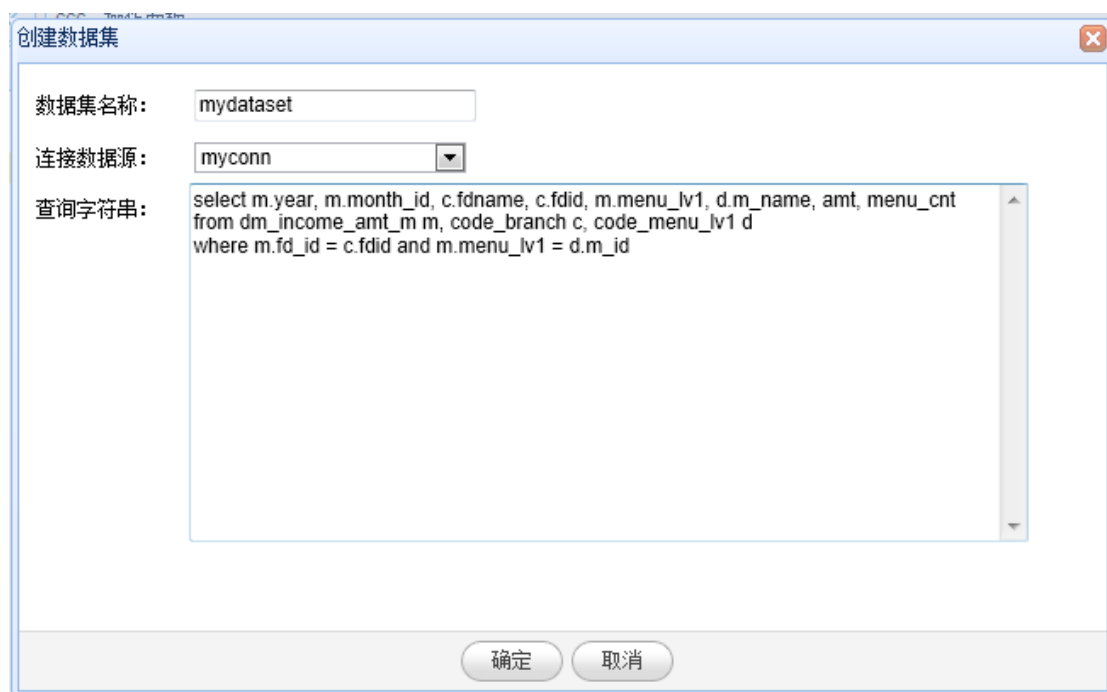 创建数据集
数据集名称: mydataset
连接数据源: myconn
查询字符串: select m.year, m.month_id, c.fdname, c.fdid, m.menu_lv1, d.m_name, amt, menu_cnt
from dm_income_amt_m m, code_branch c, code_menu_lv1 d
where m.fd_id = c.fdid and m.menu_lv1 = d.m_id
确定 取消